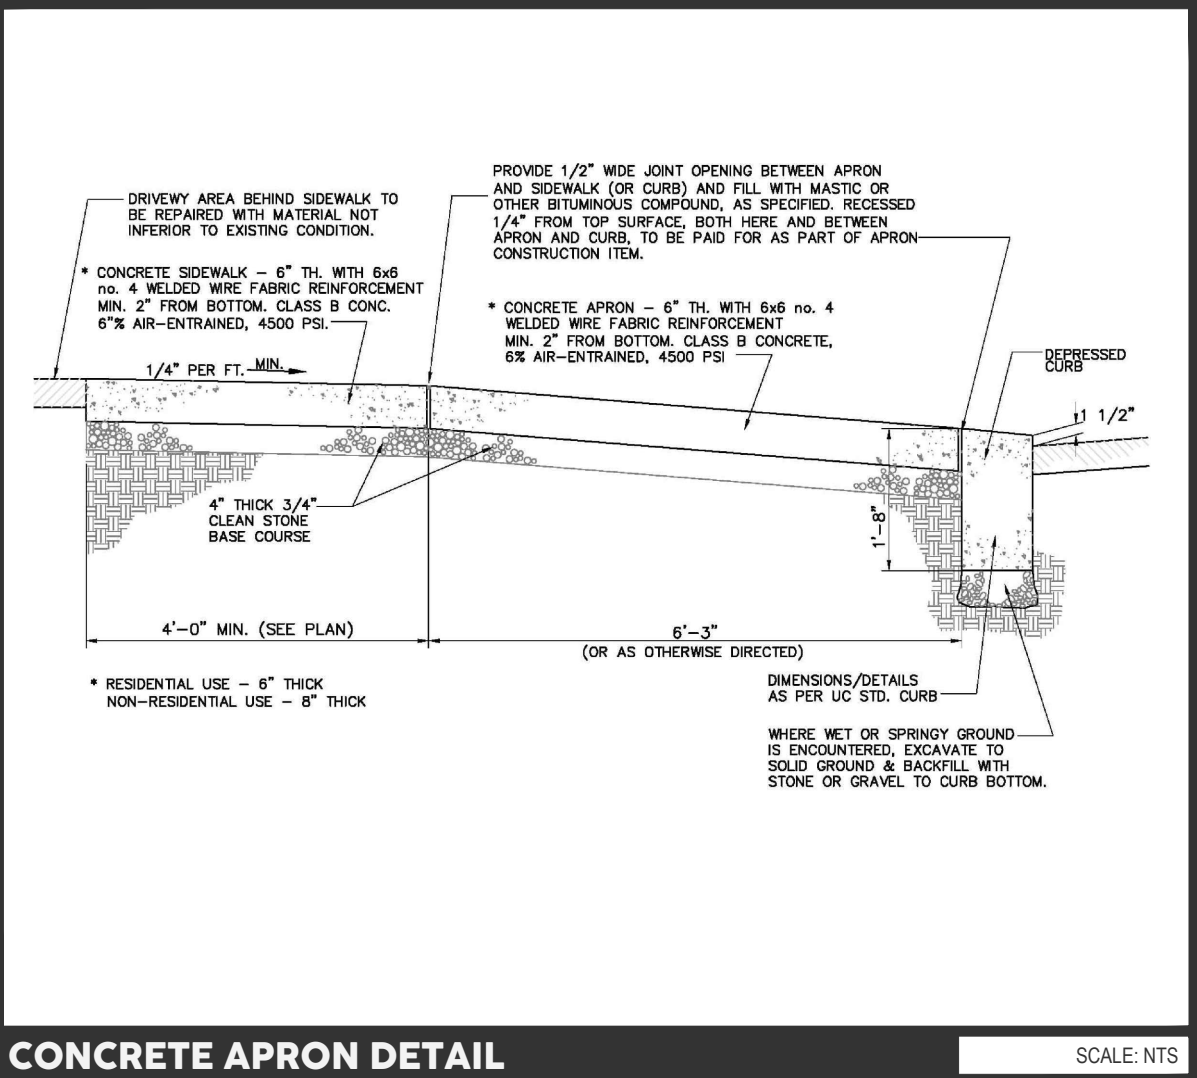 PROVIDE 1/2" WIDE JOINT OPENING BETWEEN APRON
AND SIDEWALK (OR CURB) AND FILL WITH MASTIC OR
OTHER BITUMINOUS COMPOUND, AS SPECIFIED. RECESSED
1/4" FROM TOP SURFACE, BOTH HERE AND BETWEEN
APRON AND CURB, TO BE PAID FOR AS PART OF APRON
CONSTRUCTION ITEM.
DRIVEWY AREA BEHIND SIDEWALK TO
BE REPAIRED WITH MATERIAL NOT
INFERIOR TO EXISTING CONDITION.
* CONCRETE SIDEWALK – 6" TH. WITH 6x6
no. 4 WELDED WIRE FABRIC REINFORCEMENT
MIN. 2" FROM BOTTOM. CLASS B CONC.
6"% AIR–ENTRAINED, 4500 PSI.
* CONCRETE APRON – 6" TH. WITH 6x6 no. 4
WELDED WIRE FABRIC REINFORCEMENT
MIN. 2" FROM BOTTOM. CLASS B CONCRETE,
6% AIR–ENTRAINED, 4500 PSI
1/4" PER FT. MIN.
DEPRESSED
CURB
1 1/2"
4" THICK 3/4"
CLEAN STONE
BASE COURSE
1'–8"
4'–0" MIN. (SEE PLAN)
6'–3"
(OR AS OTHERWISE DIRECTED)
* RESIDENTIAL USE – 6" THICK
NON–RESIDENTIAL USE – 8" THICK
DIMENSIONS/DETAILS
AS PER UC STD. CURB
WHERE WET OR SPRINGY GROUND
IS ENCOUNTERED, EXCAVATE TO
SOLID GROUND & BACKFILL WITH
STONE OR GRAVEL TO CURB BOTTOM.
CONCRETE APRON DETAIL
SCALE: NTS